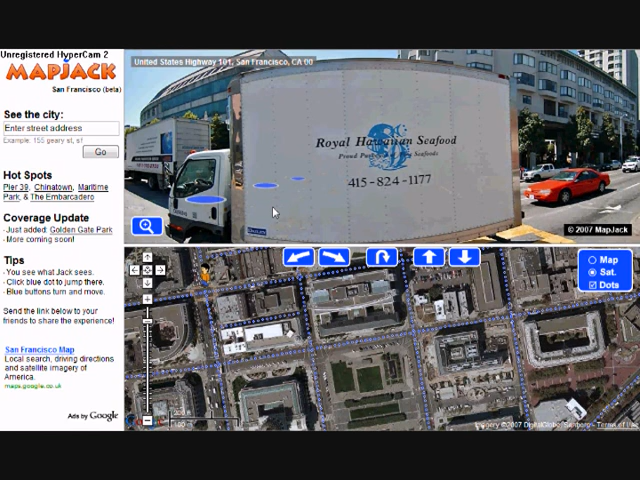 Unregistered HyperCam 2
MAPJACK
San Francisco (beta)
See the city:
Enter street address
Example: 155 geary st, sf
Go
Hot Spots
Pier 39, Chinatown, Maritime
Park, & The Embarcadero
Coverage Update
- Just added: Golden Gate Park
- More coming soon!
Tips
- You see what Jack sees.
- Click blue dot to jump there.
- Blue buttons turn and move.
Send the link below to your
friends to share the experience!
San Francisco Map
Local search, driving directions
and satellite imagery of
America.
maps.google.co.uk
Ads by Google
United States Highway 101, San Francisco, CA 00
Royal Hawaiian Seafood
415-824-1177
© 2007 MapJack
Map
Sat.
Dots
Imagery ©2007 DigitalGlobe, Sanborn - Terms of Use